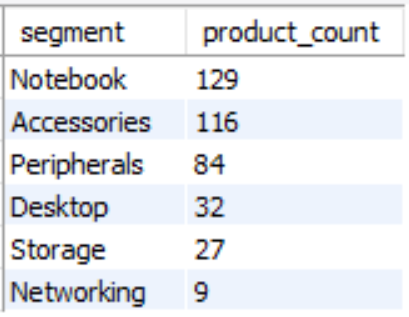 segment product_count
Notebook 129
Accessories 116
Peripherals 84
Desktop 32
Storage 27
Networking 9